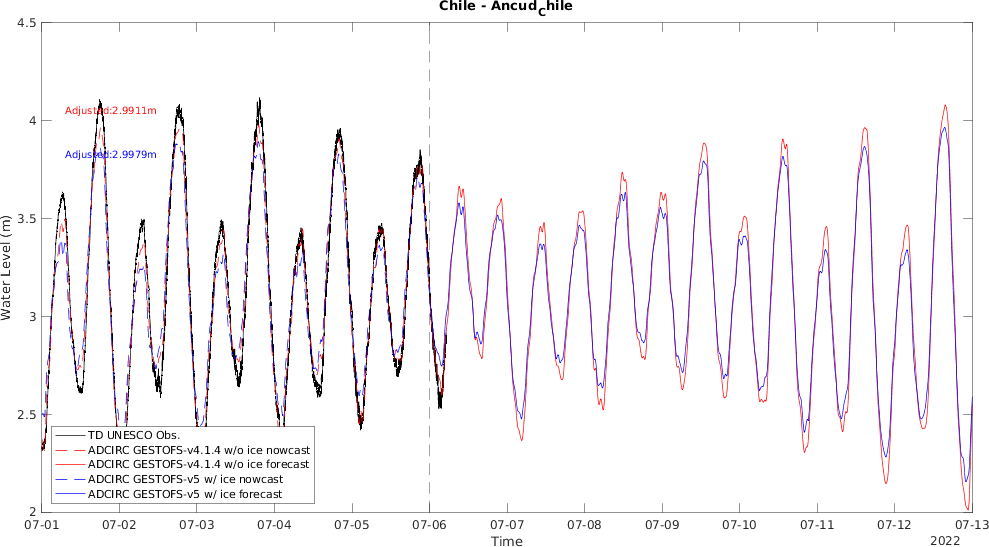 Chile - Ancud_Chile
Water Level (m)
4.5
4
3.5
3
2.5
2
Adjusted:2.9911m
Adjusted:2.9979m
TD UNESCO Obs.
ADCIRC GESTOFS-v4.1.4 w/o ice nowcast
ADCIRC GESTOFS-v4.1.4 w/o ice forecast
ADCIRC GESTOFS-v5 w/ ice nowcast
ADCIRC GESTOFS-v5 w/ ice forecast
07-01 07-02 07-03 07-04 07-05 07-06 07-07 07-08 07-09 07-10 07-11 07-12 07-13
Time
2022